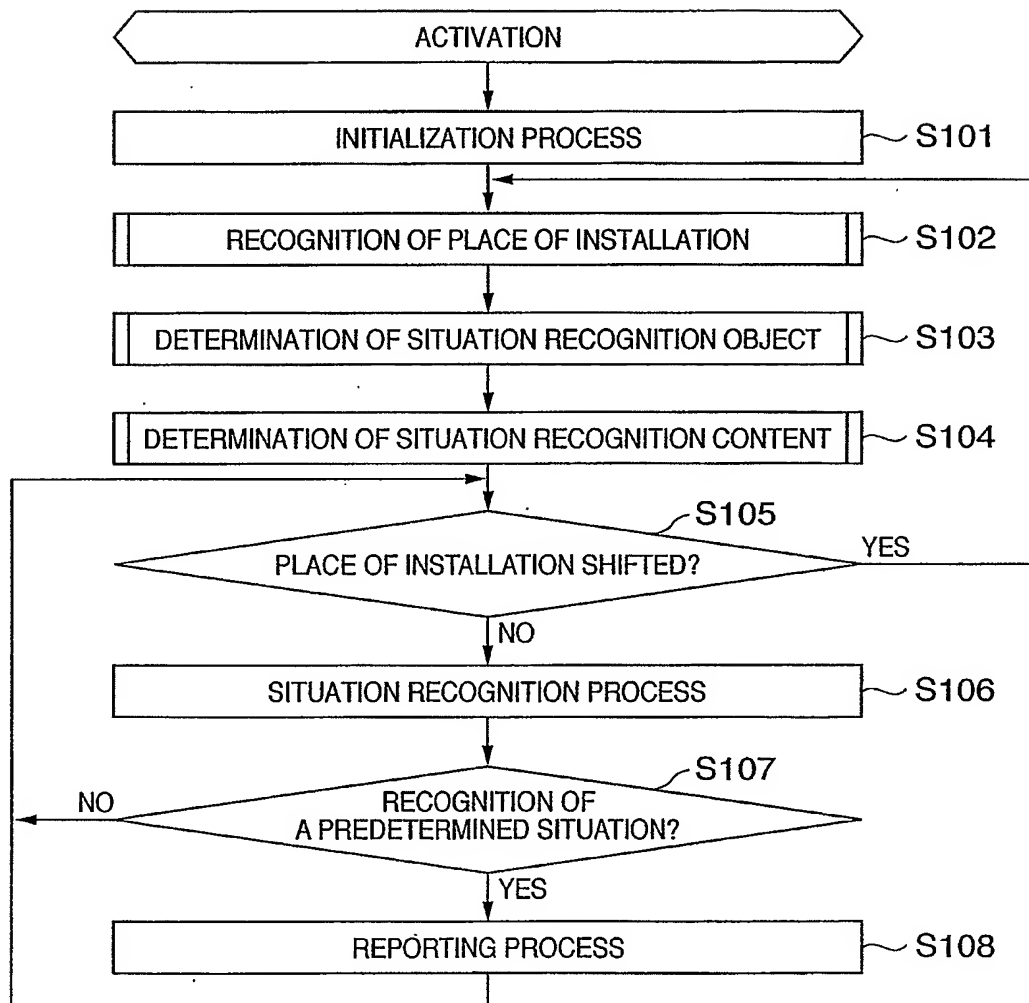 ACTIVATION
INITIALIZATION PROCESS
S101
RECOGNITION OF PLACE OF INSTALLATION
S102
DETERMINATION OF SITUATION RECOGNITION OBJECT
S103
DETERMINATION OF SITUATION RECOGNITION CONTENT
S104
S105
PLACE OF INSTALLATION SHIFTED?
YES
NO
SITUATION RECOGNITION PROCESS
S106
S107
NO
RECOGNITION OF
A PREDETERMINED SITUATION?
YES
REPORTING PROCESS
S108